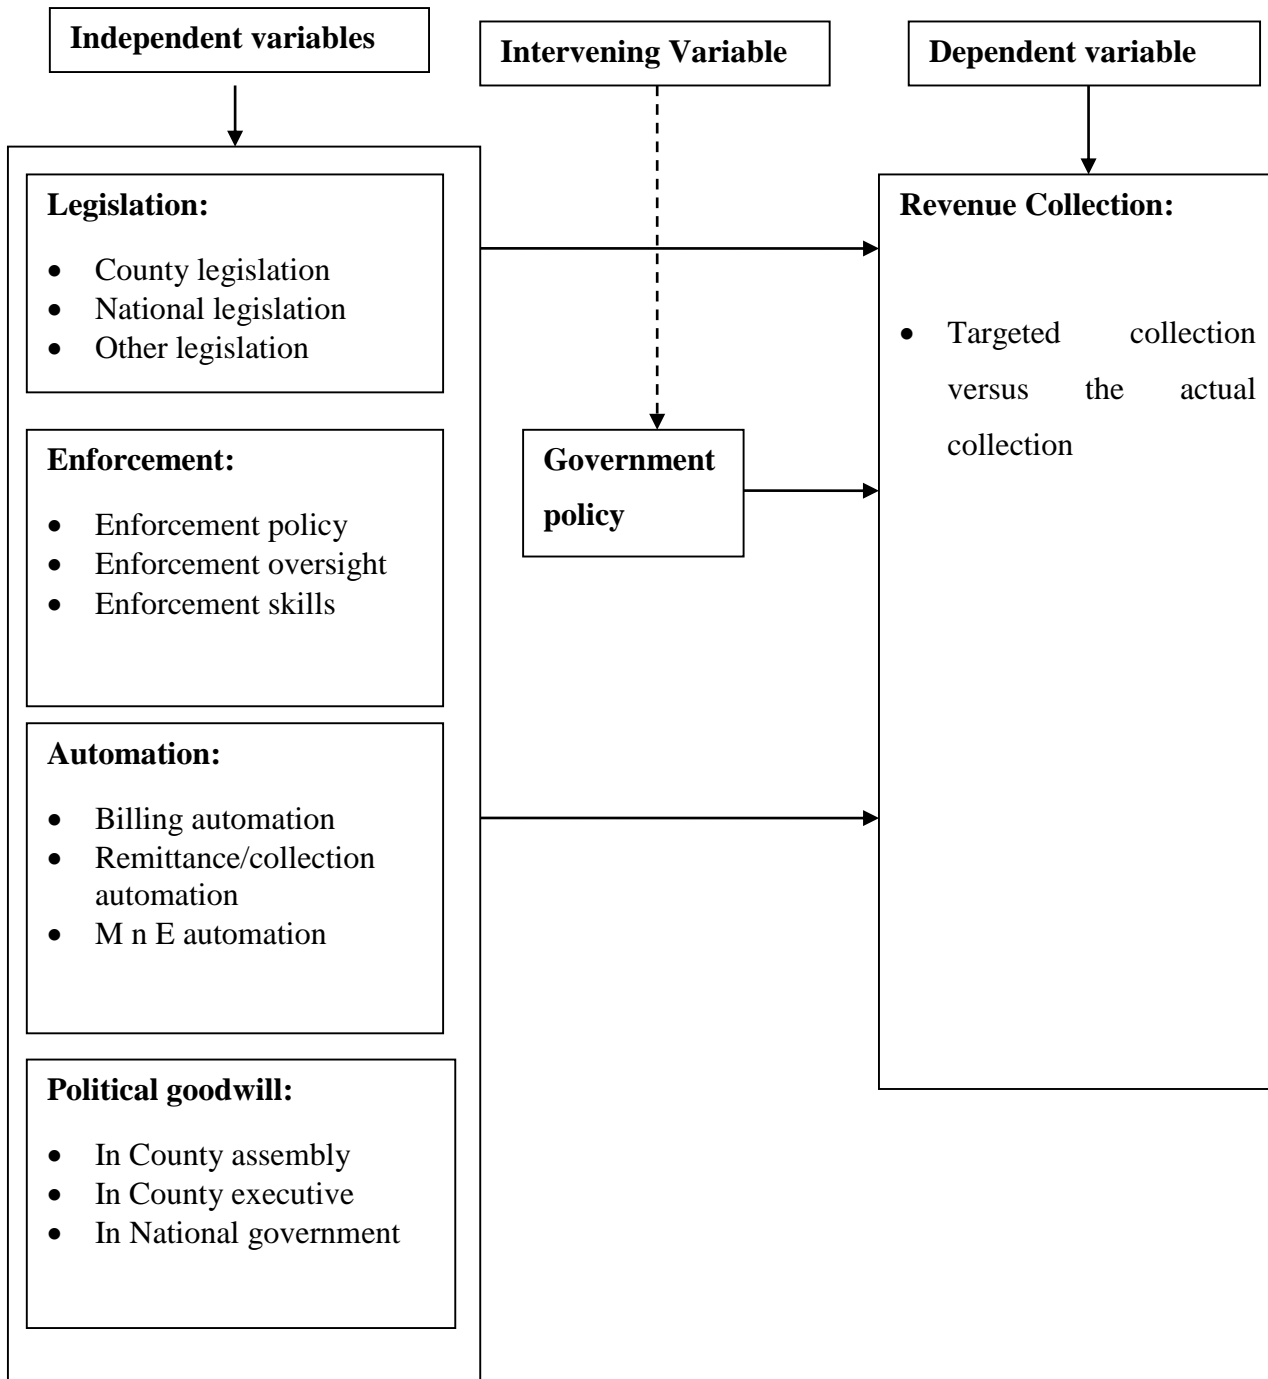 Independent variables
Intervening Variable
Dependent variable
Legislation:
• County legislation
• National legislation
• Other legislation
Enforcement:
• Enforcement policy
• Enforcement oversight
• Enforcement skills
Automation:
• Billing automation
• Remittance/collection
automation
• M n E automation
Political goodwill:
• In County assembly
• In County executive
• In National government
Government
policy
Revenue Collection:
• Targeted collection
versus the actual
collection